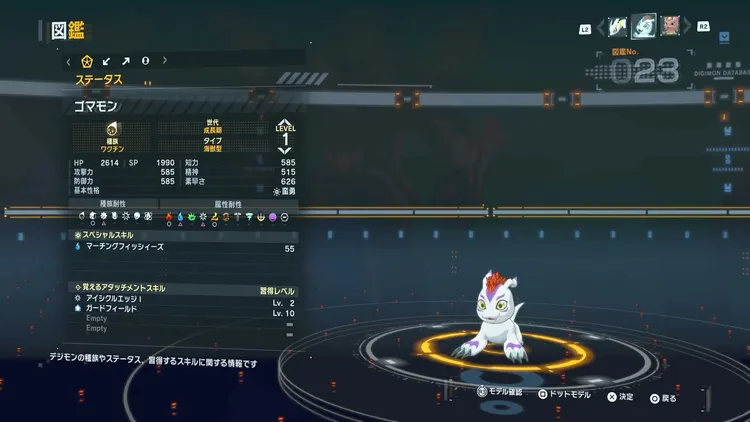 図鑑
L2
R2
図鑑No.
023
DIGIMON DATABASE
ステータス
ゴマモン
種族
ワクチン
世代
成長期
タイプ
海獣型
LEVEL
1
HP 2614 SP 1990 知力 585
攻撃力 585 精神 515
防御力 585 素早さ 626
基本性格 蛮勇
種族耐性 属性耐性
スペシャルスキル
マーチングフィッシィーズ 55
覚えるアタッチメントスキル 習得レベル
アイシクルエッジⅠ Lv. 2
ガードフィールド Lv. 10
Empty
Empty
デジモンの種族やステータス、習得するスキルに関する情報です
R3 モデル確認 ドットモデル 決定 戻る